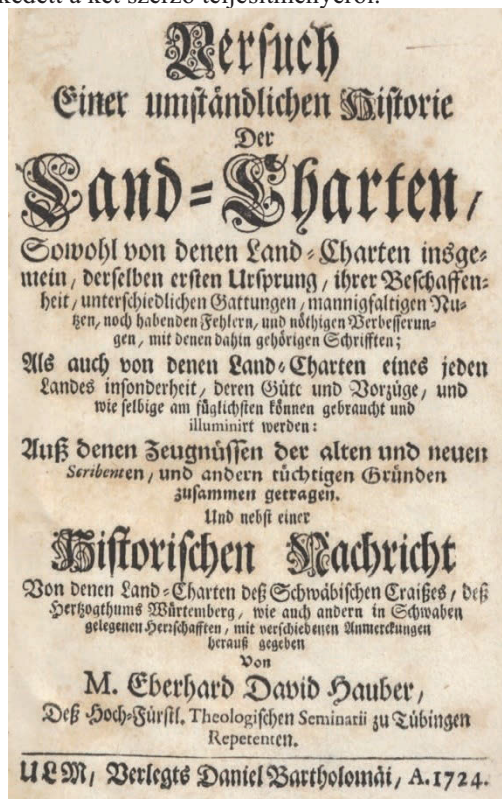 kedett a két szerző teljesítményéről.
Versuch
Einer umständlichen Historie
Der
Land-Charten,
Sowohl von denen Land-Charten insge-
mein, derselben ersten Ursprung, ihrer Beschaffen-
heit, unterschiedlichen Gattungen, mannigfaltigen Nu-
tzen, noch habenden Fehlern, und nöthigen Verbesserun-
gen, mit denen dahin gehörigen Schrifften;
Als auch von denen Land-Charten eines jeden
Landes insonderheit, deren Güte und Vorzüge, und
wie selbige am füglichsten können gebraucht und
illuminirt werden:
Auß denen Zeugnüssen der alten und neuen
Scribenten, und andern tüchtigen Gründen
zusammen getragen.
Und nebst einer
Historischen Nachricht
Von denen Land-Charten deß Schwäbischen Craißes, deß
Hertzogthums Würtemberg, wie auch andern in Schwaben
gelegenen Herrschafften, mit verschiedenen Anmerckungen
herauß gegeben
Von
M. Eberhard David Hauber,
Deß Hoch-Fürstl. Theologischen Seminarii zu Tübingen
Repetenten.
ULM, Verlegts Daniel Bartholomäi, A. 1724.